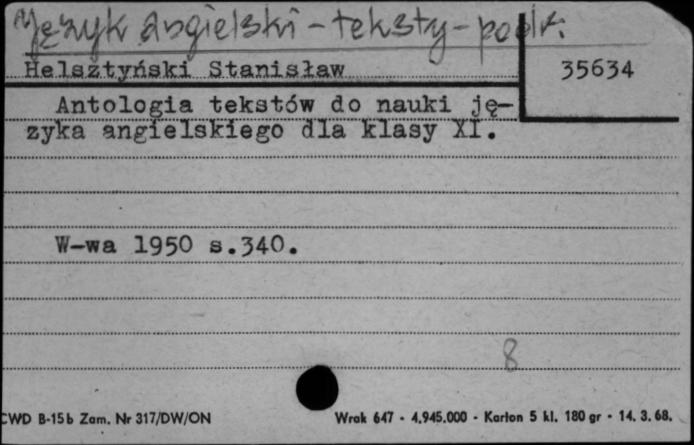 Język angielski - teksty - podr.
Helsztyński Stanisław
35634
Antologia tekstów do nauki ję-
zyka angielskiego dla klasy XI.
W-wa 1950 s.340.
8
CWD B-15b Zam. Nr 317/DW/ON
Wrak 647 - 4.945.000 - Karton 5 kl. 180 gr - 14. 3. 68.